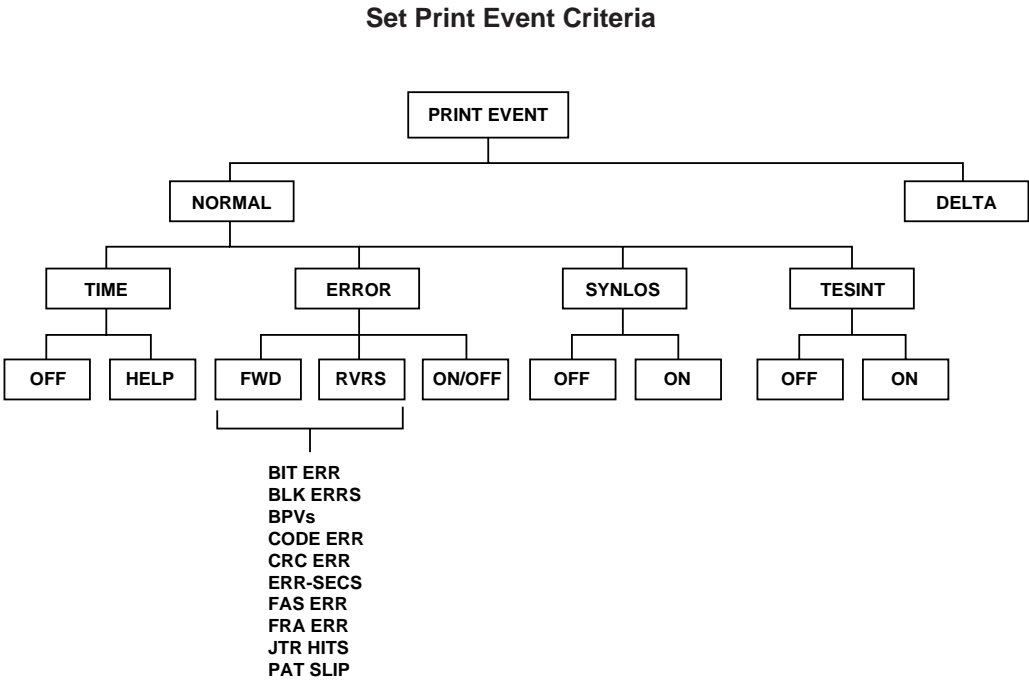 Set Print Event Criteria
PRINT EVENT
NORMAL
DELTA
TIME
ERROR
SYNLOS
TESINT
OFF
HELP
FWD
RVRS
ON/OFF
OFF
ON
OFF
ON
BIT ERR
BLK ERRS
BPVs
CODE ERR
CRC ERR
ERR-SECS
FAS ERR
FRA ERR
JTR HITS
PAT SLIP